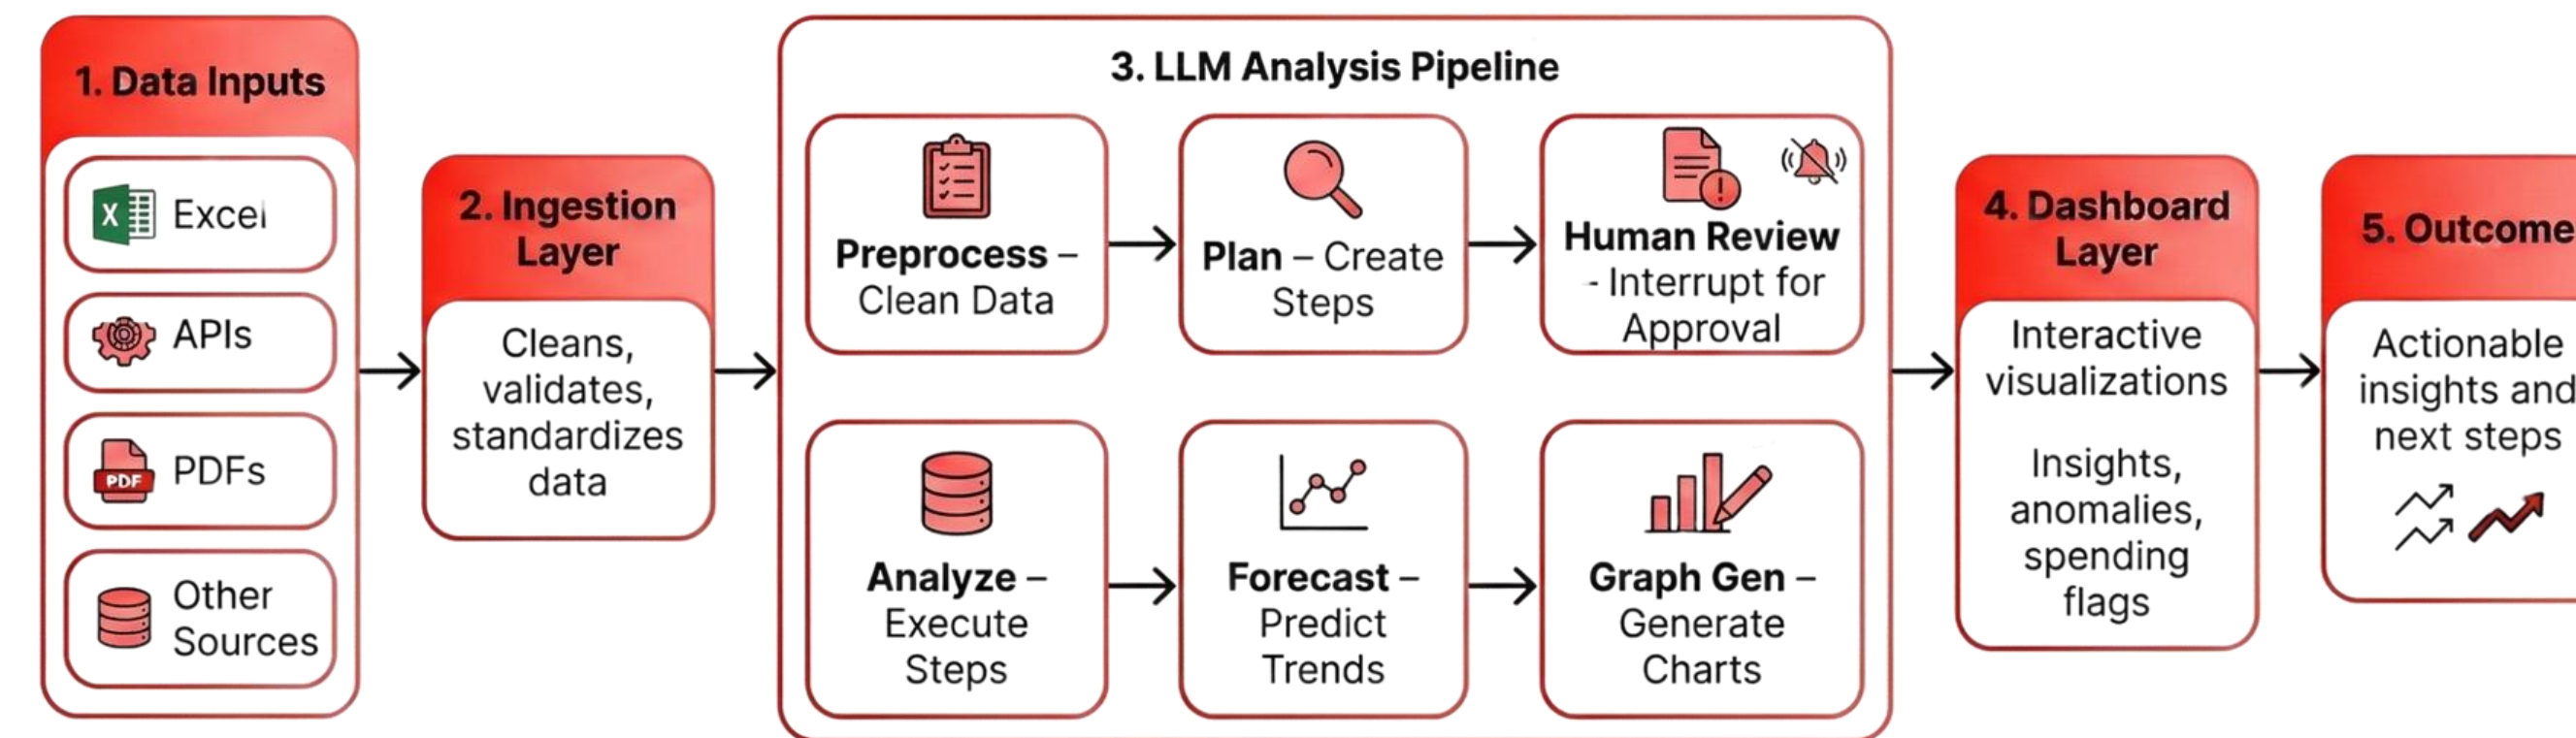 1. Data Inputs
Excel
APIs
PDF
PDFs
Other
Sources
2. Ingestion
Layer
Cleans,
validates,
standardizes
data
3. LLM Analysis Pipeline
Preprocess –
Clean Data
Plan – Create
Steps
Human Review
- Interrupt for
Approval
Analyze –
Execute
Steps
Forecast –
Predict
Trends
Graph Gen –
Generate
Charts
4. Dashboard
Layer
Interactive
visualizations
Insights,
anomalies,
spending
flags
5. Outcome
Actionable
insights and
next steps